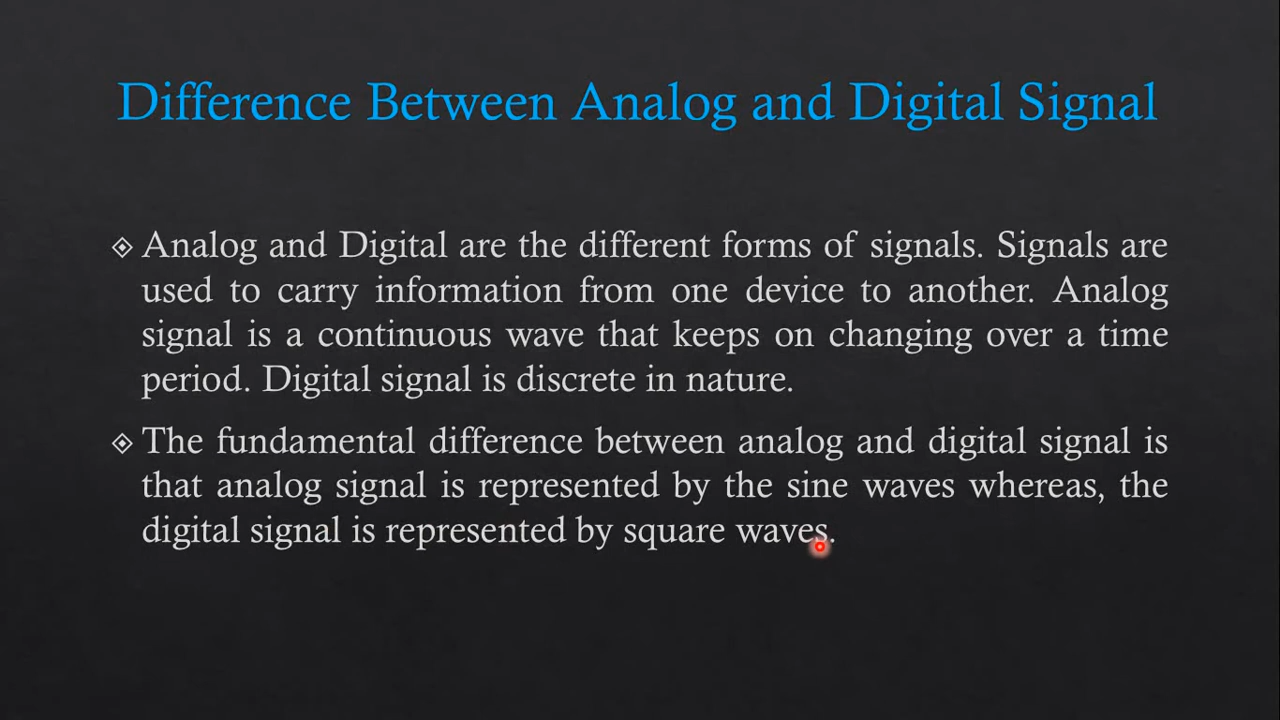 Difference Between Analog and Digital Signal
Analog and Digital are the different forms of signals. Signals are
used to carry information from one device to another. Analog
signal is a continuous wave that keeps on changing over a time
period. Digital signal is discrete in nature.
The fundamental difference between analog and digital signal is
that analog signal is represented by the sine waves whereas, the
digital signal is represented by square waves.